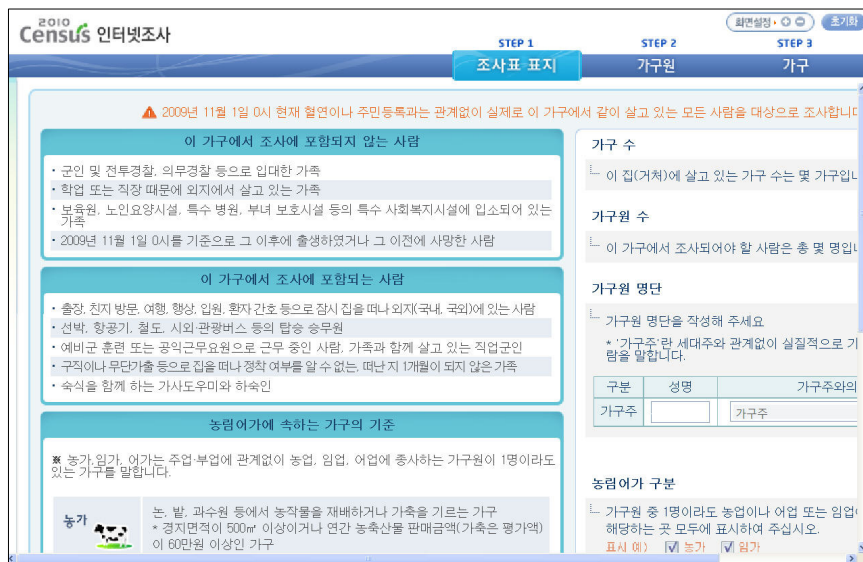 2010
Census 인터넷조사
화면설정
초기화
STEP 1
STEP 2
STEP 3
조사표 표지
가구원
가구
2009년 11월 1일 0시 현재 혈연이나 주민등록과는 관계없이 실제로 이 가구에서 같이 살고 있는 모든 사람을 대상으로 조사합니다
이 가구에서 조사에 포함되지 않는 사람
· 군인 및 전투경찰, 의무경찰 등으로 입대한 가족
· 학업 또는 직장 때문에 외지에서 살고 있는 가족
· 보육원, 노인요양시설, 특수 병원, 부녀 보호시설 등의 특수 사회복지시설에 입소되어 있는
가족
· 2009년 11월 1일 0시를 기준으로 그 이후에 출생하였거나 그 이전에 사망한 사람
이 가구에서 조사에 포함되는 사람
· 출장, 친지 방문, 여행, 행상, 입원, 환자 간호 등으로 잠시 집을 떠나 외지(국내, 국외)에 있는 사람
· 선박, 항공기, 철도, 시외·관광버스 등의 탑승 승무원
· 예비군 훈련 또는 공익근무요원으로 근무 중인 사람, 가족과 함께 살고 있는 직업군인
· 구직이나 무단가출 등으로 집을 떠나 정착 여부를 알 수 없는, 떠난 지 1개월이 되지 않은 가족
· 숙식을 함께 하는 가사도우미와 하숙인
농림어가에 속하는 가구의 기준
※ 농가,임가, 어가는 주업·부업에 관계없이 농업, 임업, 어업에 종사하는 가구원이 1명이라도
있는 가구를 말합니다.
농가
논, 밭, 과수원 등에서 농작물을 재배하거나 가축을 기르는 가구
* 경지면적이 500㎡ 이상이거나 연간 농축산물 판매금액(가축은 평가액)
이 60만원 이상인 가구
가구 수
이 집(거처)에 살고 있는 가구 수는 몇 가구입니
가구원 수
이 가구에서 조사되어야 할 사람은 총 몇 명입니
가구원 명단
가구원 명단을 작성해 주세요
* '가구주'란 세대주와 관계없이 실질적으로 가
람을 말합니다.
구분 성명 가구주와의
가구주 가구주
농림어가 구분
가구원 중 1명이라도 농업이나 어업 또는 임업
해당하는 곳 모두에 표시하여 주십시오.
표시 예) 농가 임가